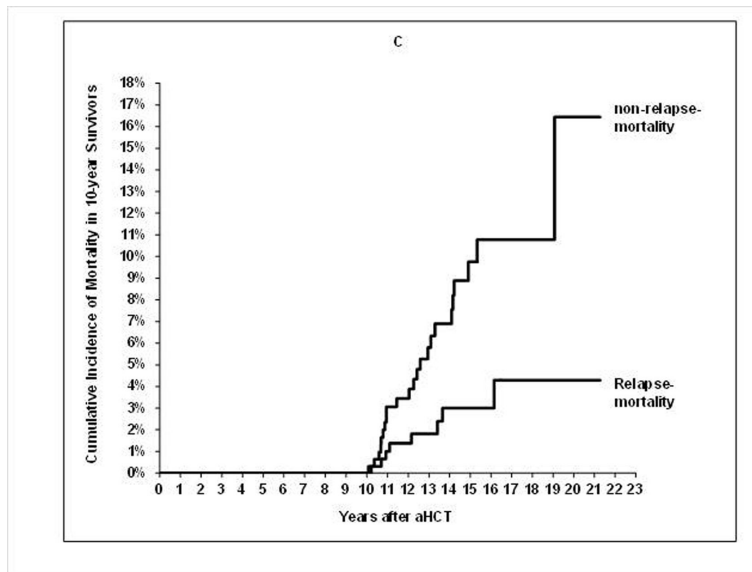 C
Cumulative Incidence of Mortality in 10-year Survivors
18%
17%
16%
15%
14%
13%
12%
11%
10%
9%
8%
7%
6%
5%
4%
3%
2%
1%
0%
non-relapse-
mortality
Relapse-
mortality
0 1 2 3 4 5 6 7 8 9 10 11 12 13 14 15 16 17 18 19 20 21 22 23
Years after aHCT